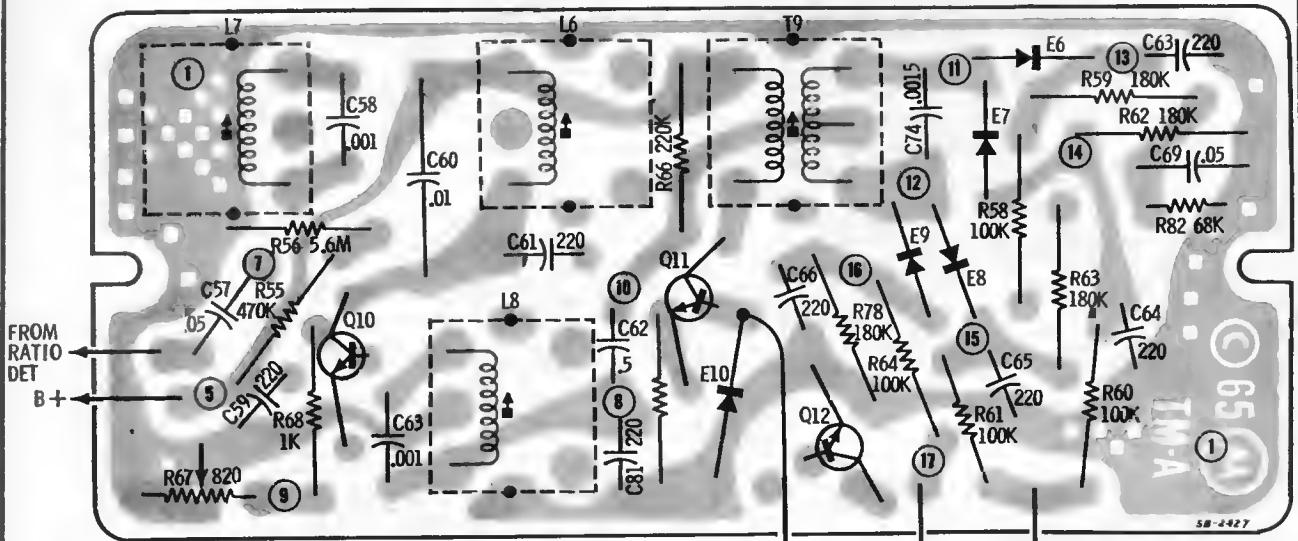 L7
L6
T9
1
C58
.001
C60
.01
R66 220K
C74 .0015
11
E6
13
C63 220
R59 180K
E7
R62 180K
14
C69 .05
12
R58
100K
R82 68K
R56 5.6M
7
C61 220
Q11
E9
E8
C57
.05
R55
470K
Q10
L8
10
C62
.5
C66
220
16
R78
180K
R63
180K
C64
220
FROM
RATIO
DET
B+
5
C59 220
R68
1K
8
E10
R64
100K
15
C65
220
R60
100K
© 65
TM-A
C63
.001
C81 220
Q12
R61
100K
17
1
R67 820
9
SB-2427